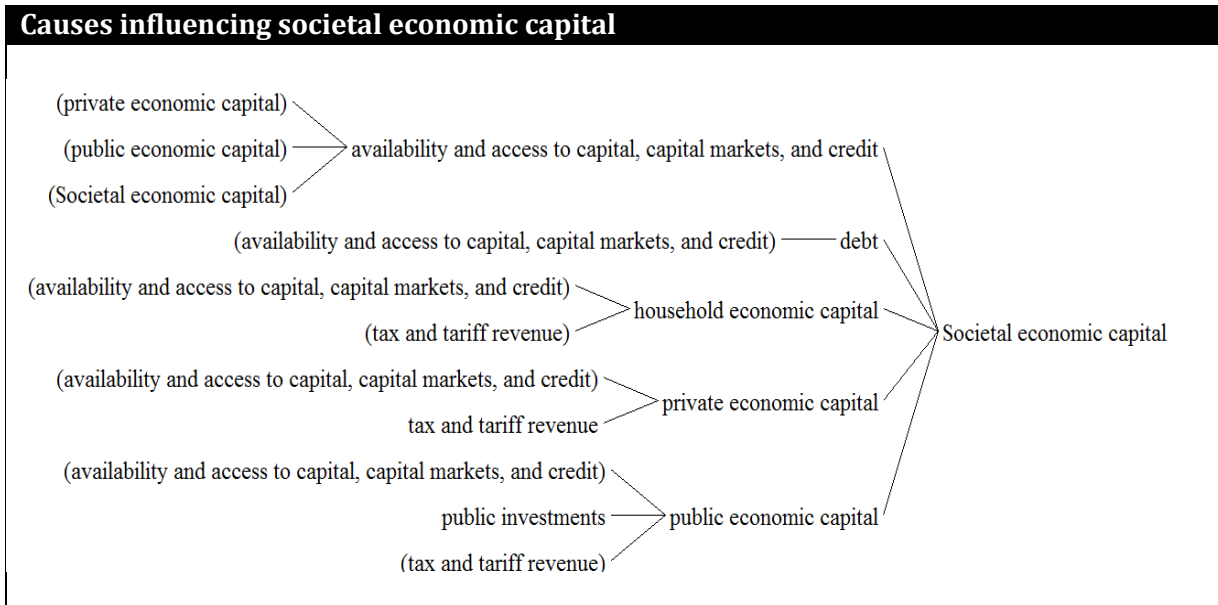 Causes influencing societal economic capital
(private economic capital)
(public economic capital)
availability and access to capital, capital markets, and credit
(Societal economic capital)
(availability and access to capital, capital markets, and credit)
debt
(availability and access to capital, capital markets, and credit)
household economic capital
(tax and tariff revenue)
Societal economic capital
(availability and access to capital, capital markets, and credit)
private economic capital
tax and tariff revenue
(availability and access to capital, capital markets, and credit)
public investments
public economic capital
(tax and tariff revenue)